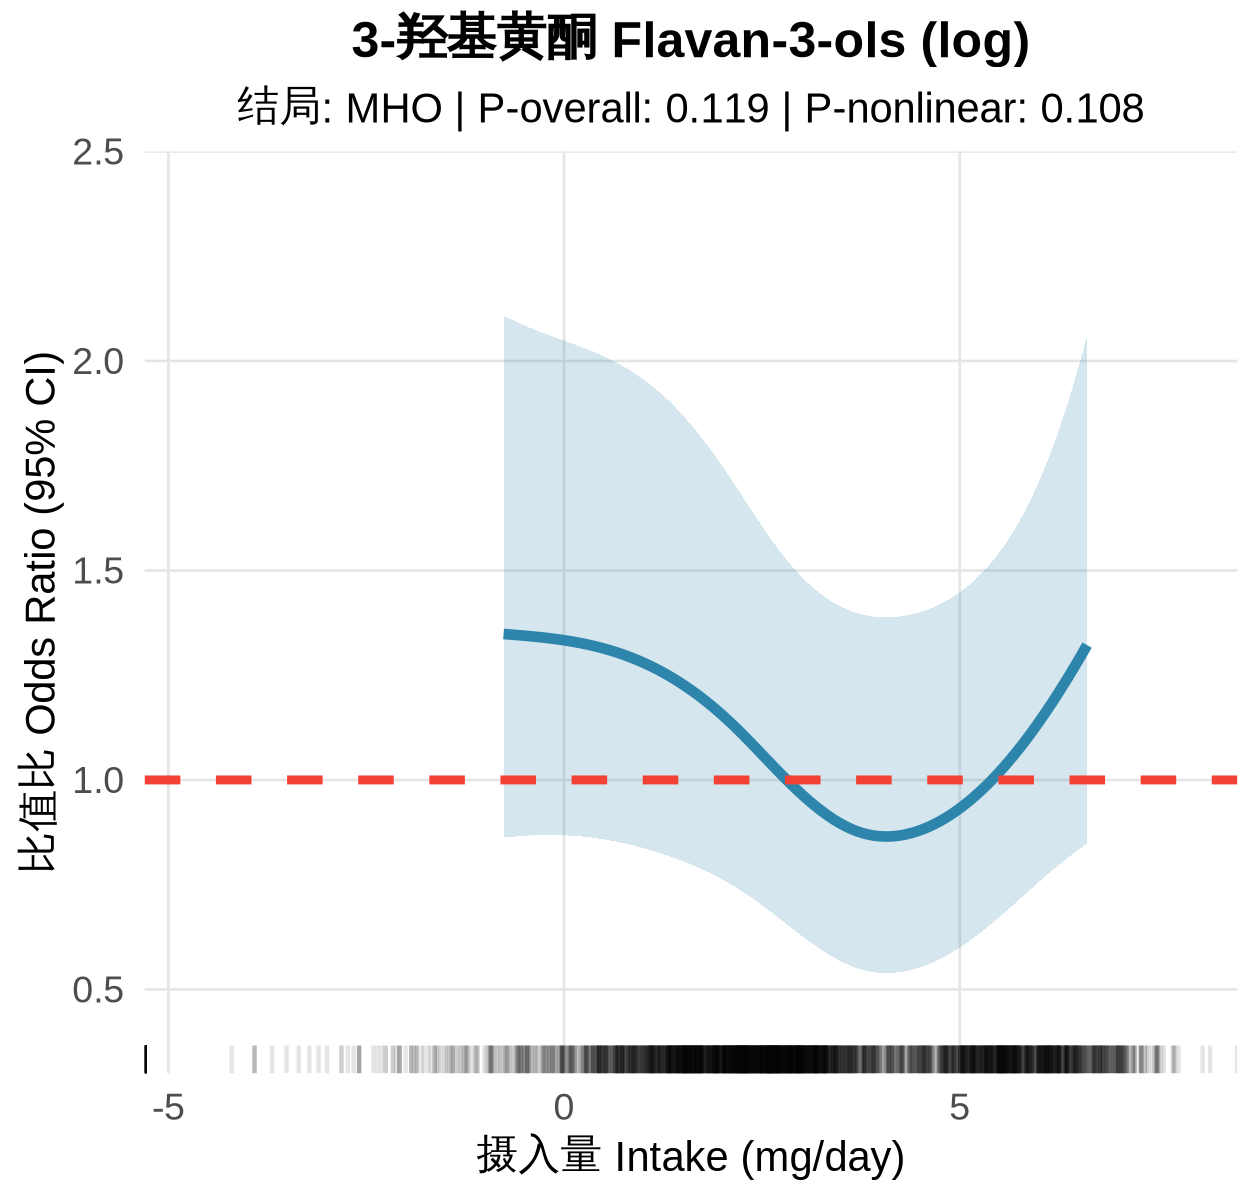 3-羟基黄酮 Flavan-3-ols (log)
结局: MHO | P-overall: 0.119 | P-nonlinear: 0.108
比值比 Odds Ratio (95% CI)
2.5
2.0
1.5
1.0
0.5
-5 0 5
摄入量 Intake (mg/day)